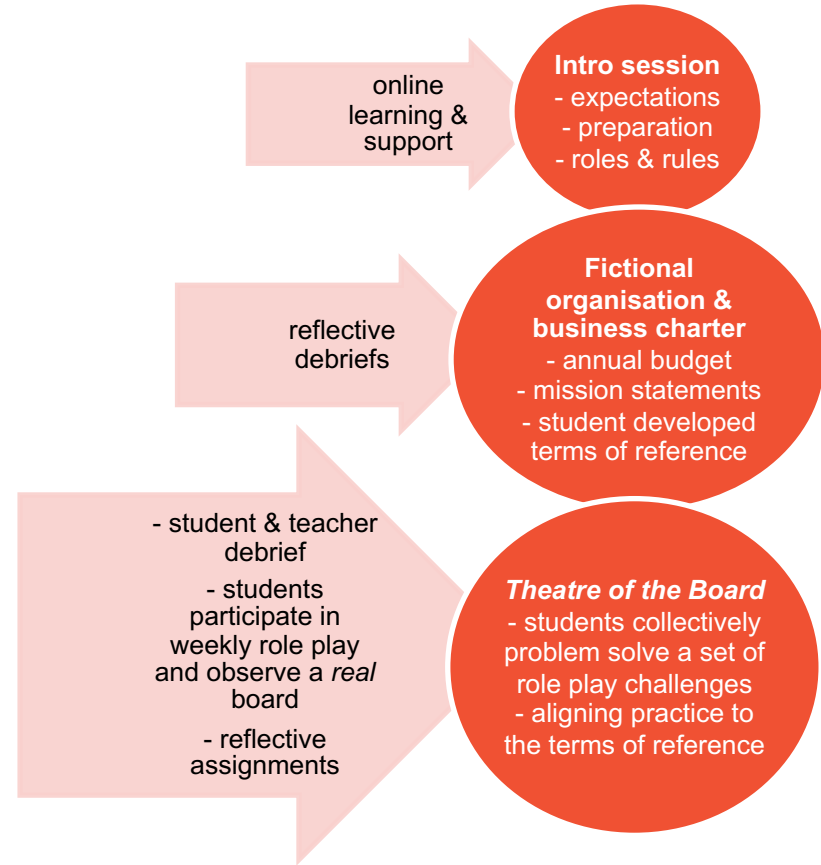 online
learning &
support
Intro session
- expectations
- preparation
- roles & rules
reflective
debriefs
Fictional
organisation &
business charter
- annual budget
- mission statements
- student developed
terms of reference
- student & teacher
debrief
- students
participate in
weekly role play
and observe a real
board
- reflective
assignments
Theatre of the Board
- students collectively
problem solve a set of
role play challenges
- aligning practice to
the terms of reference